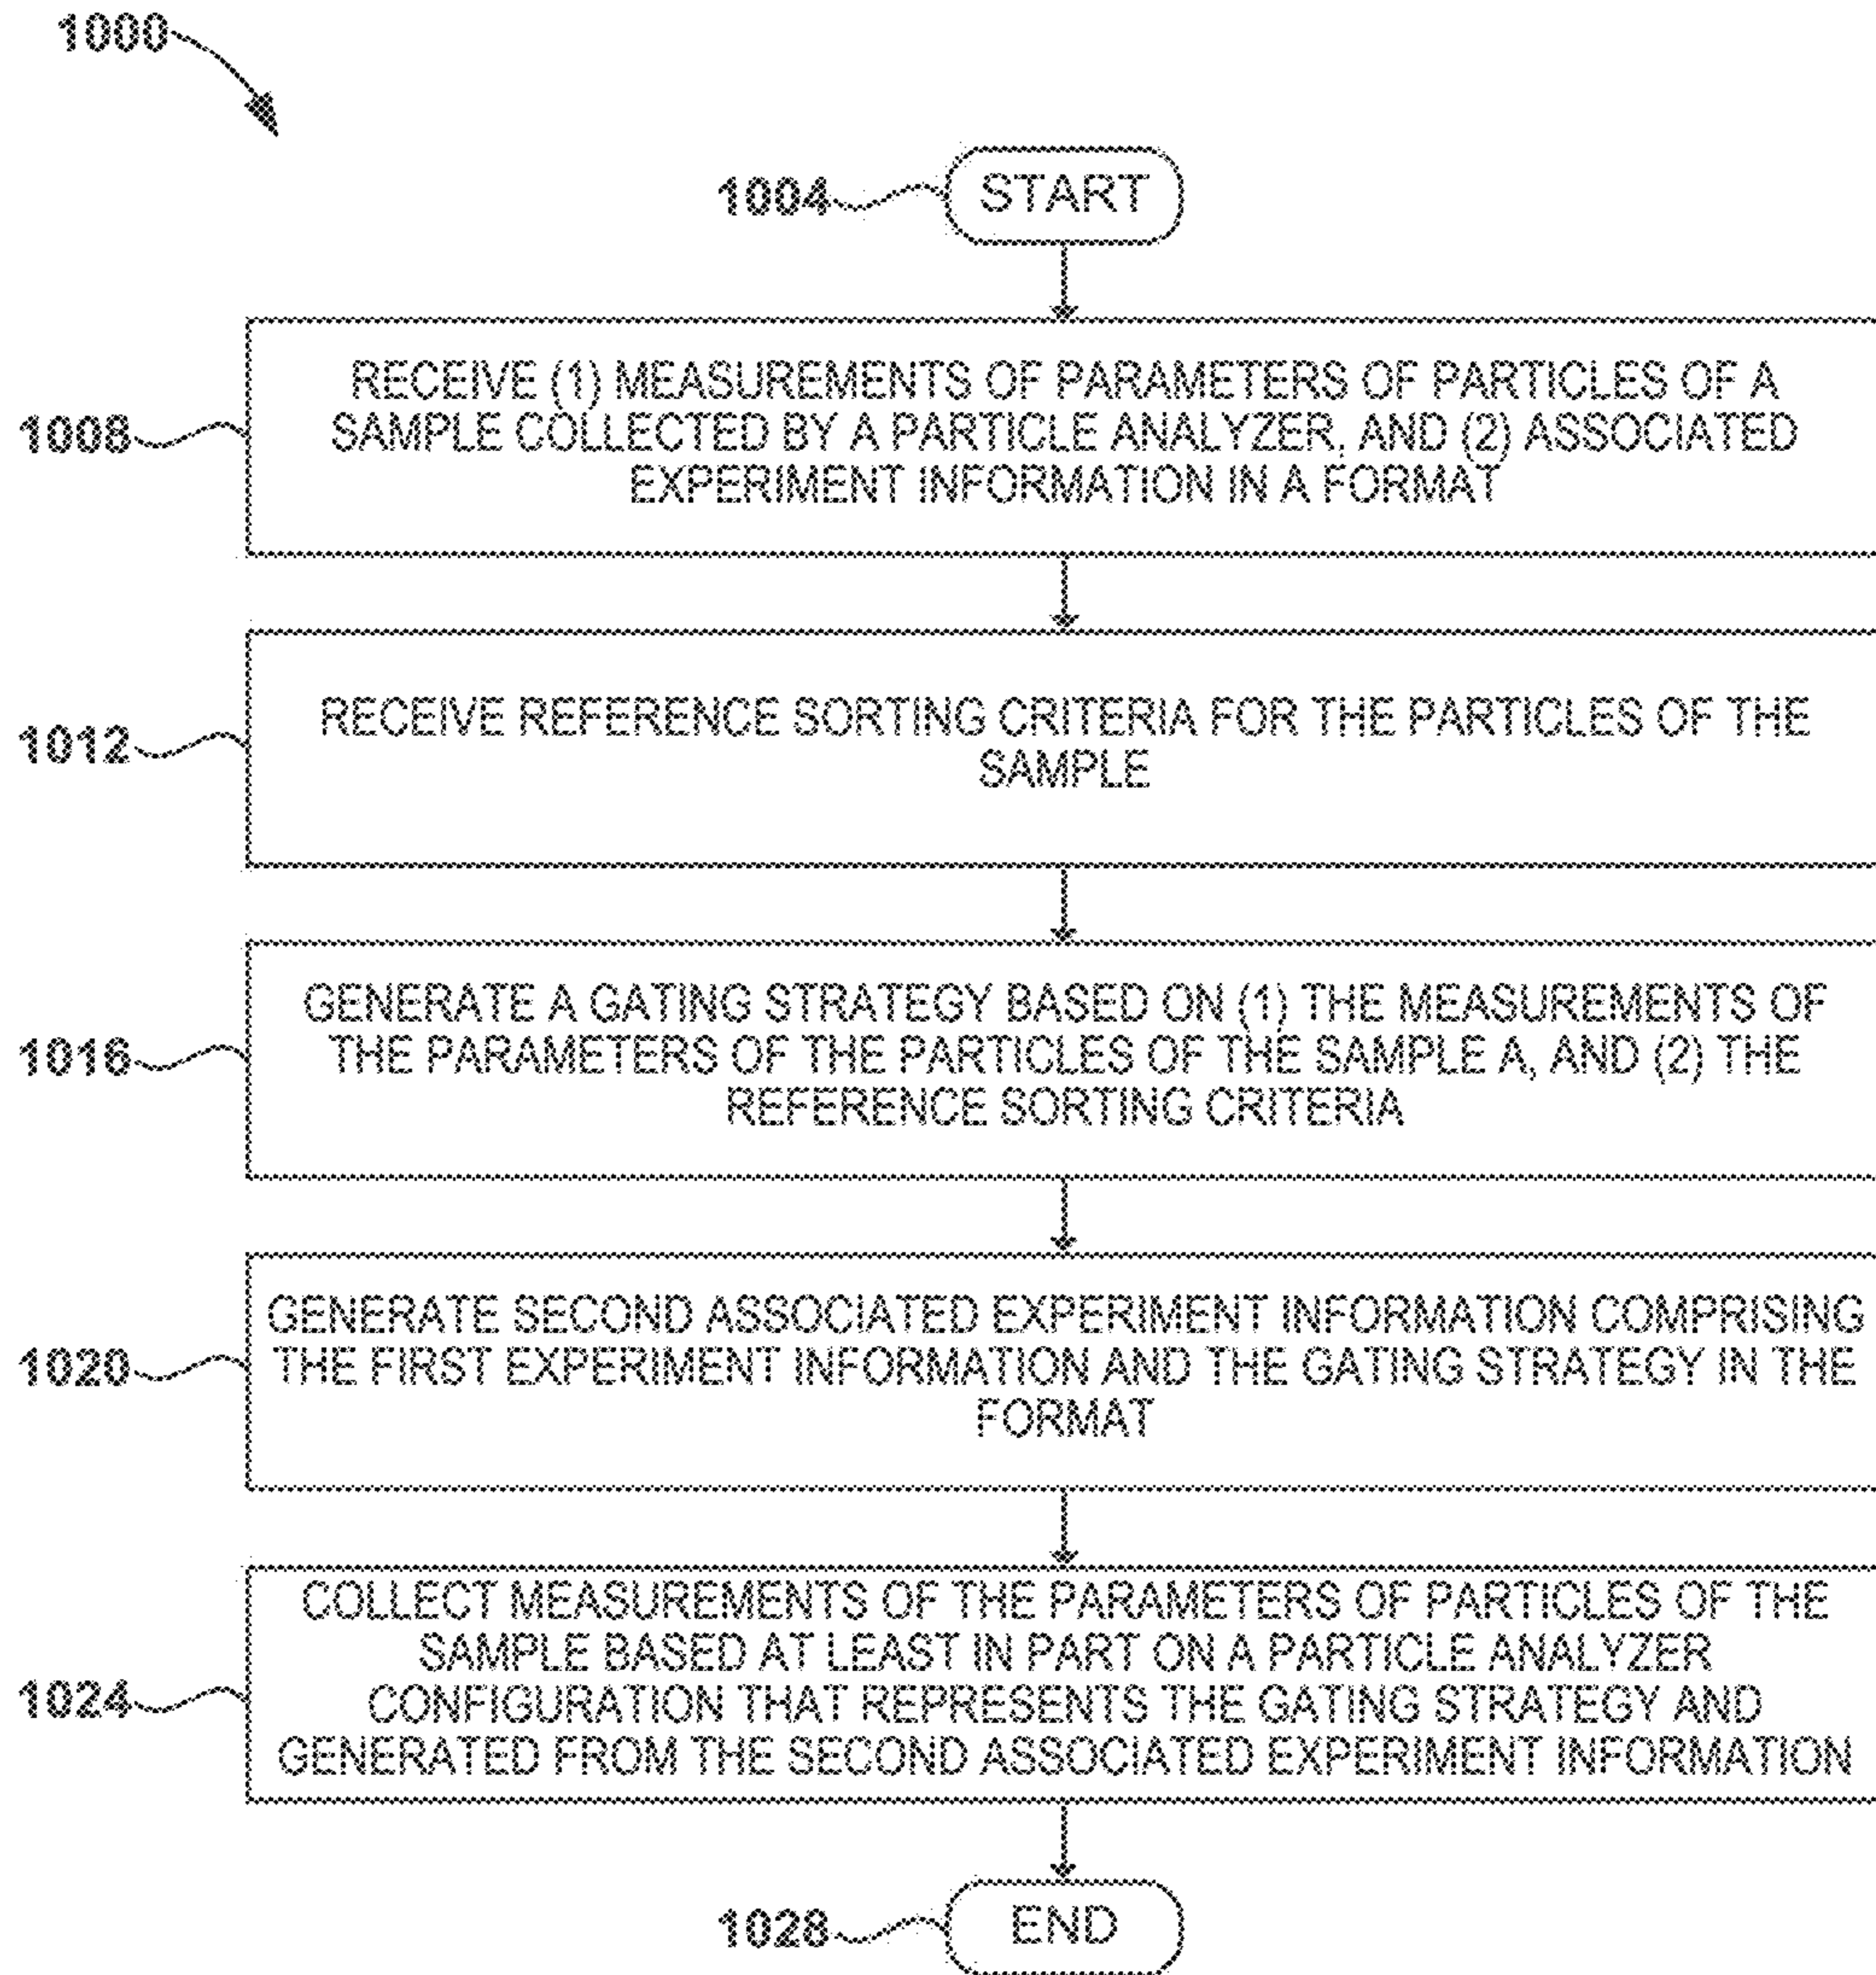 1000
1004
START
1008
RECEIVE (1) MEASUREMENTS OF PARAMETERS OF PARTICLES OF A
SAMPLE COLLECTED BY A PARTICLE ANALYZER, AND (2) ASSOCIATED
EXPERIMENT INFORMATION IN A FORMAT
1012
RECEIVE REFERENCE SORTING CRITERIA FOR THE PARTICLES OF THE
SAMPLE
1016
GENERATE A GATING STRATEGY BASED ON (1) THE MEASUREMENTS OF
THE PARAMETERS OF THE PARTICLES OF THE SAMPLE A, AND (2) THE
REFERENCE SORTING CRITERIA
1020
GENERATE SECOND ASSOCIATED EXPERIMENT INFORMATION COMPRISING
THE FIRST EXPERIMENT INFORMATION AND THE GATING STRATEGY IN THE
FORMAT
1024
COLLECT MEASUREMENTS OF THE PARAMETERS OF PARTICLES OF THE
SAMPLE BASED AT LEAST IN PART ON A PARTICLE ANALYZER
CONFIGURATION THAT REPRESENTS THE GATING STRATEGY AND
GENERATED FROM THE SECOND ASSOCIATED EXPERIMENT INFORMATION
1028
END